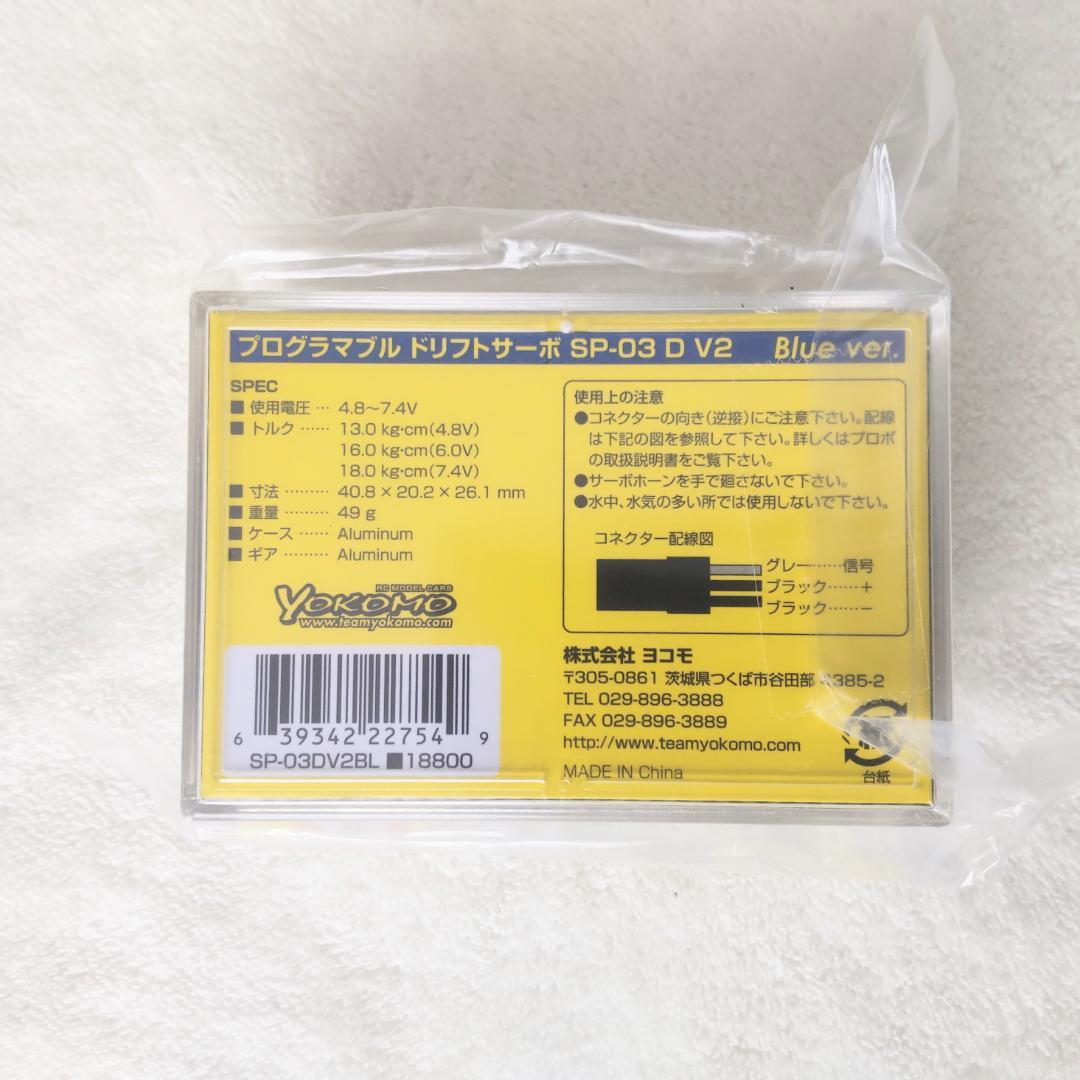 プログラマブル ドリフトサーボ SP-03 D V2 Blue ver.
SPEC
■ 使用電圧 … 4.8～7.4V
■ トルク …… 13.0 kg·cm(4.8V)
16.0 kg·cm(6.0V)
18.0 kg·cm(7.4V)
■ 寸法 ……… 40.8 × 20.2 × 26.1 mm
■ 重量 ……… 49 g
■ ケース …… Aluminum
■ ギア ……… Aluminum
RC MODEL CARS
YOKOMO
www.teamyokomo.com
6 39342 22754 9
SP-03DV2BL ■18800
使用上の注意
●コネクターの向き(逆接)にご注意下さい。配線
は下記の図を参照して下さい。詳しくはプロポ
の取扱説明書をご覧下さい。
●サーボホーンを手で廻さないで下さい。
●水中、水気の多い所では使用しないで下さい。
コネクター配線図
グレー……信号
ブラック……＋
ブラック……－
株式会社 ヨコモ
〒305-0861 茨城県つくば市谷田部 4385-2
TEL 029-896-3888
FAX 029-896-3889
http://www.teamyokomo.com
MADE IN China
台紙